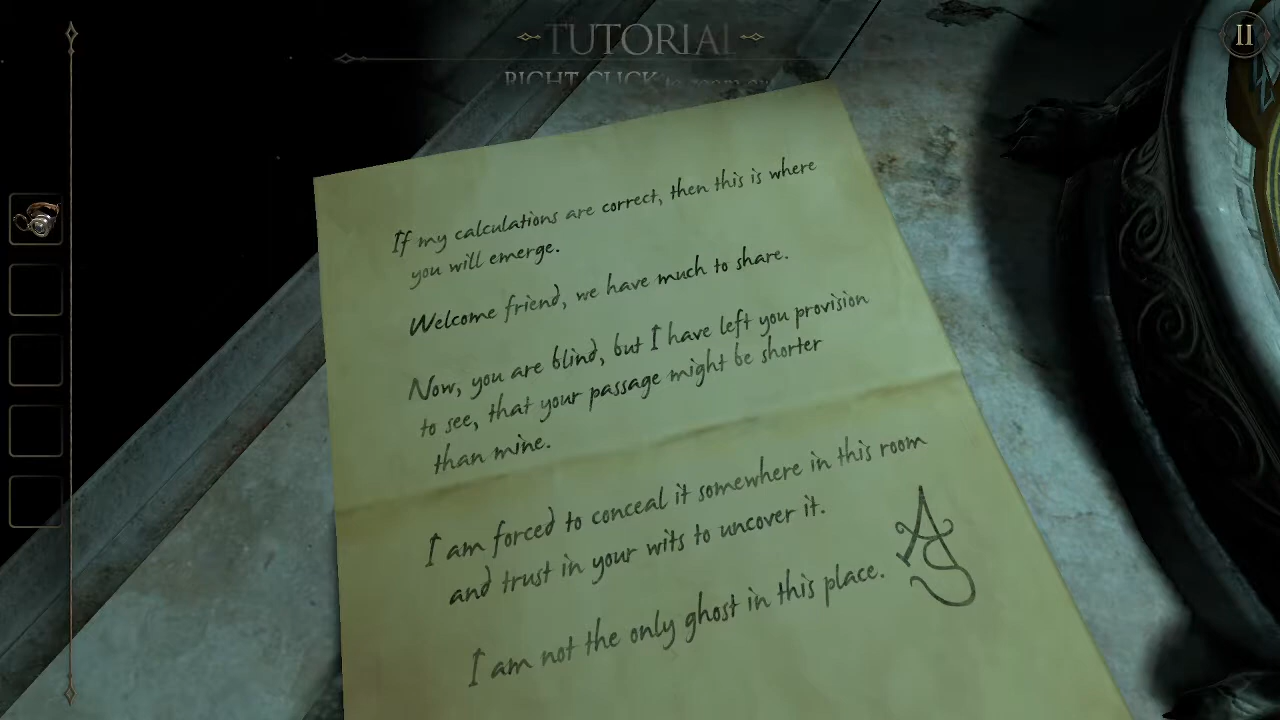 TUTORIAL
RIGHT CLICK to zoom
II
If my calculations are correct, then this is where
you will emerge.
Welcome friend, we have much to share.
Now, you are blind, but I have left you provision
to see, that your passage might be shorter
than mine.
I am forced to conceal it somewhere in this room
and trust in your wits to uncover it.
I am not the only ghost in this place.
AS